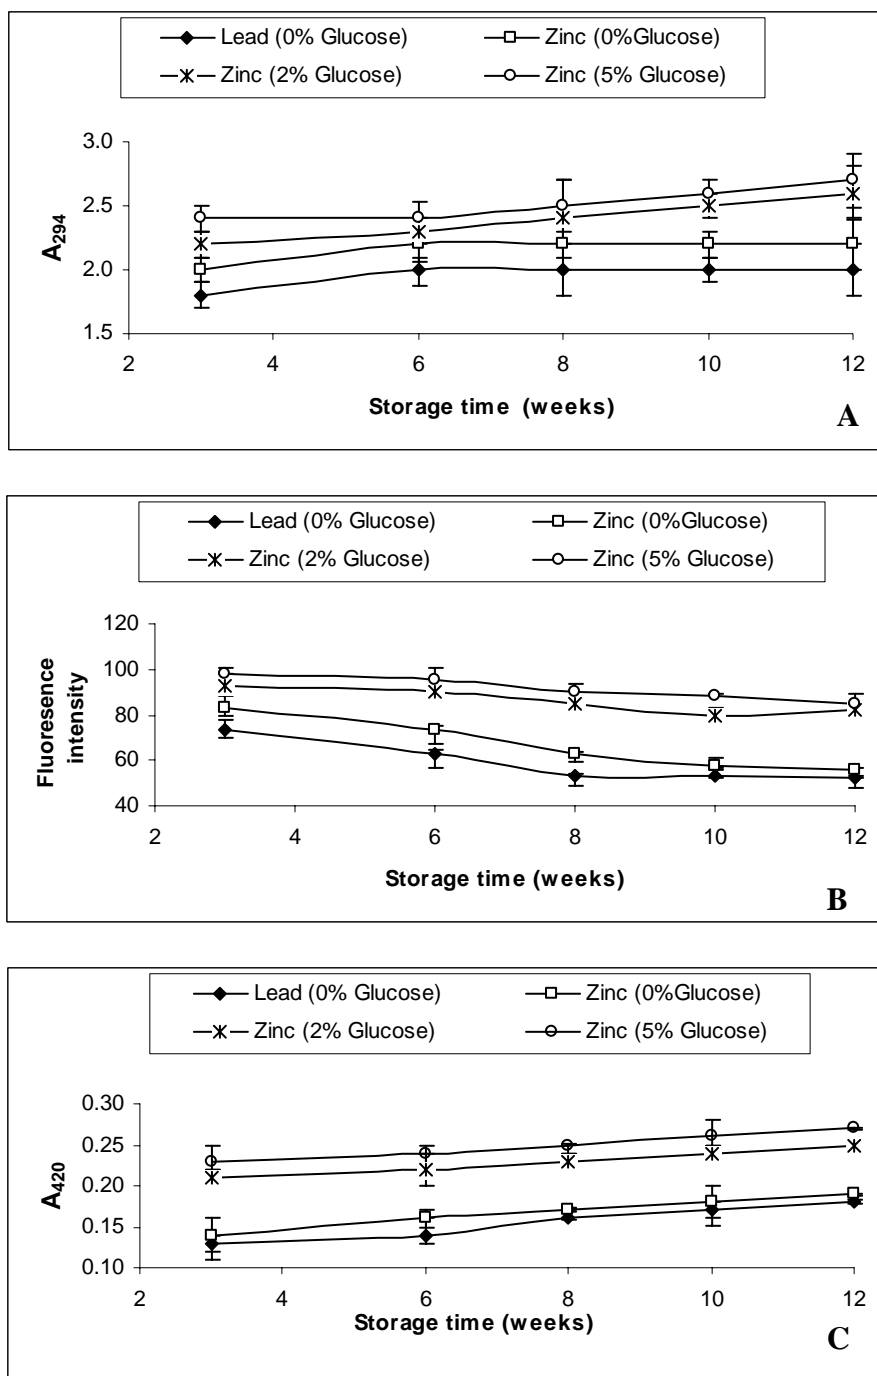 Lead (0% Glucose) Zinc (0%Glucose)
Zinc (2% Glucose) Zinc (5% Glucose)
3.0
2.5
2.0
1.5
A294
2 4 6 8 10 12
Storage time (weeks)
A
Lead (0% Glucose) Zinc (0%Glucose)
Zinc (2% Glucose) Zinc (5% Glucose)
120
100
80
60
40
Fluoresence
intensity
2 4 6 8 10 12
Storage time (weeks)
B
Lead (0% Glucose) Zinc (0%Glucose)
Zinc (2% Glucose) Zinc (5% Glucose)
0.30
0.25
0.20
0.15
0.10
A420
2 4 6 8 10 12
Storage time (weeks)
C